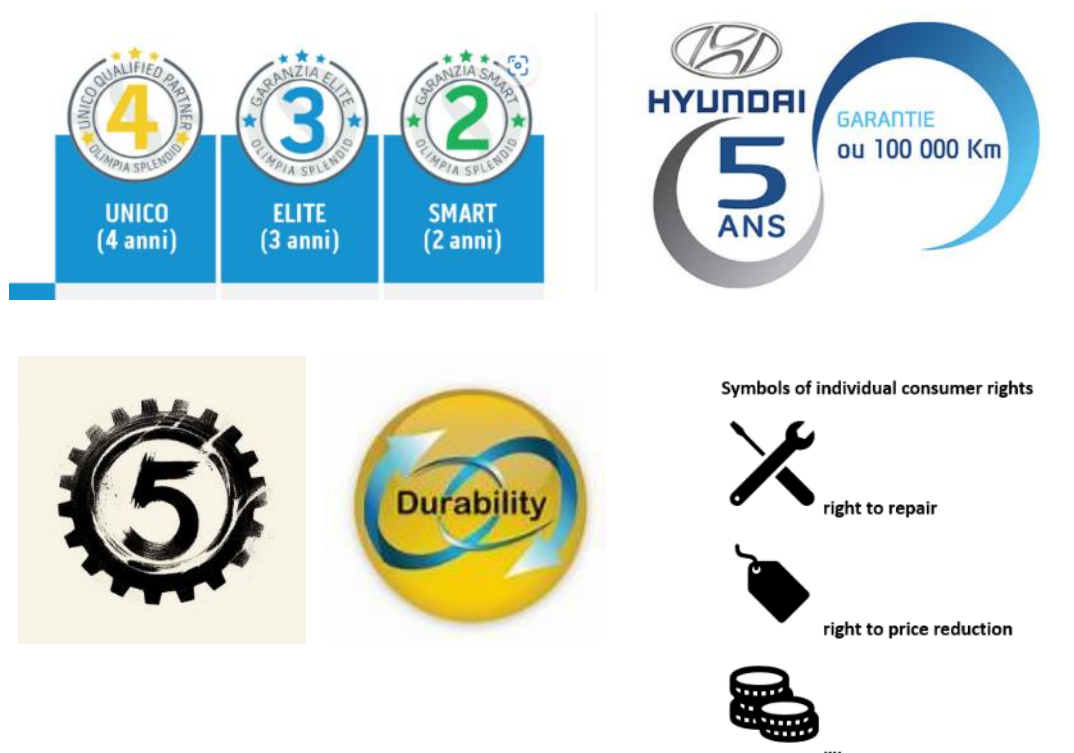 UNICO QUALIFIED PARTNER
4
OLIMPIA SPLENDID
UNICO
(4 anni)
GARANZIA ELITE
3
OLIMPIA SPLENDID
ELITE
(3 anni)
GARANZIA SMART
2
OLIMPIA SPLENDID
SMART
(2 anni)
HYUNDAI
5
ANS
GARANTIE
ou 100 000 Km
5
Durability
Symbols of individual consumer rights
right to repair
right to price reduction